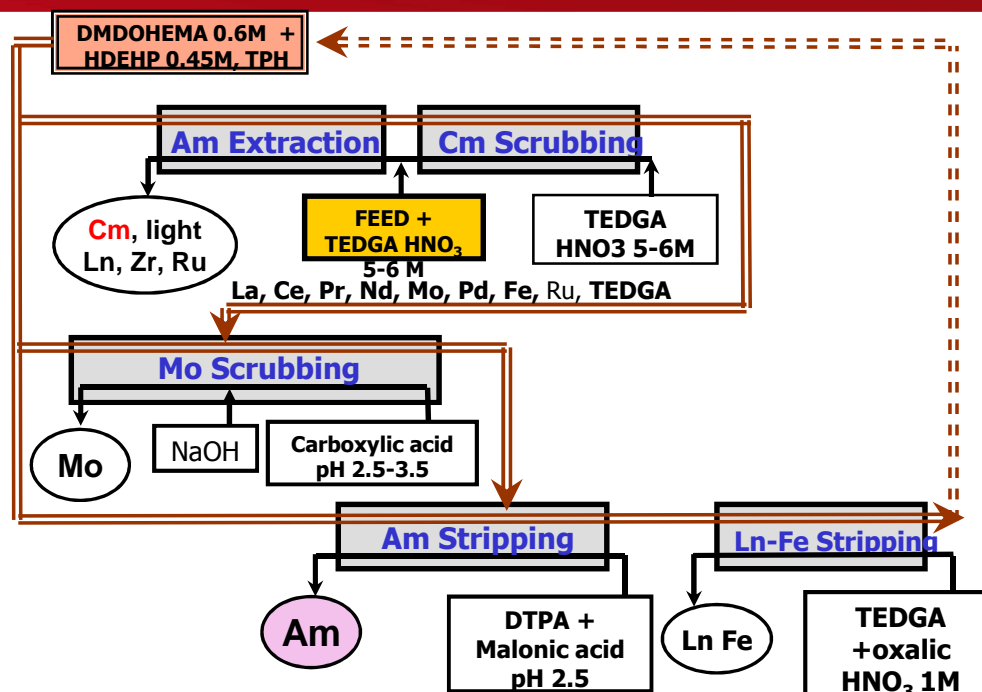 DMDOHEMA 0.6M +
HDEHP 0.45M, TPH
Am Extraction
Cm Scrubbing
Cm, light
Ln, Zr, Ru
FEED +
TEDGA HNO₃
5-6 M
TEDGA
HNO3 5-6M
La, Ce, Pr, Nd, Mo, Pd, Fe, Ru, TEDGA
Mo Scrubbing
Mo
NaOH
Carboxylic acid
pH 2.5-3.5
Am Stripping
Ln-Fe Stripping
Am
DTPA +
Malonic acid
pH 2.5
Ln Fe
TEDGA
+oxalic
HNO₃ 1M